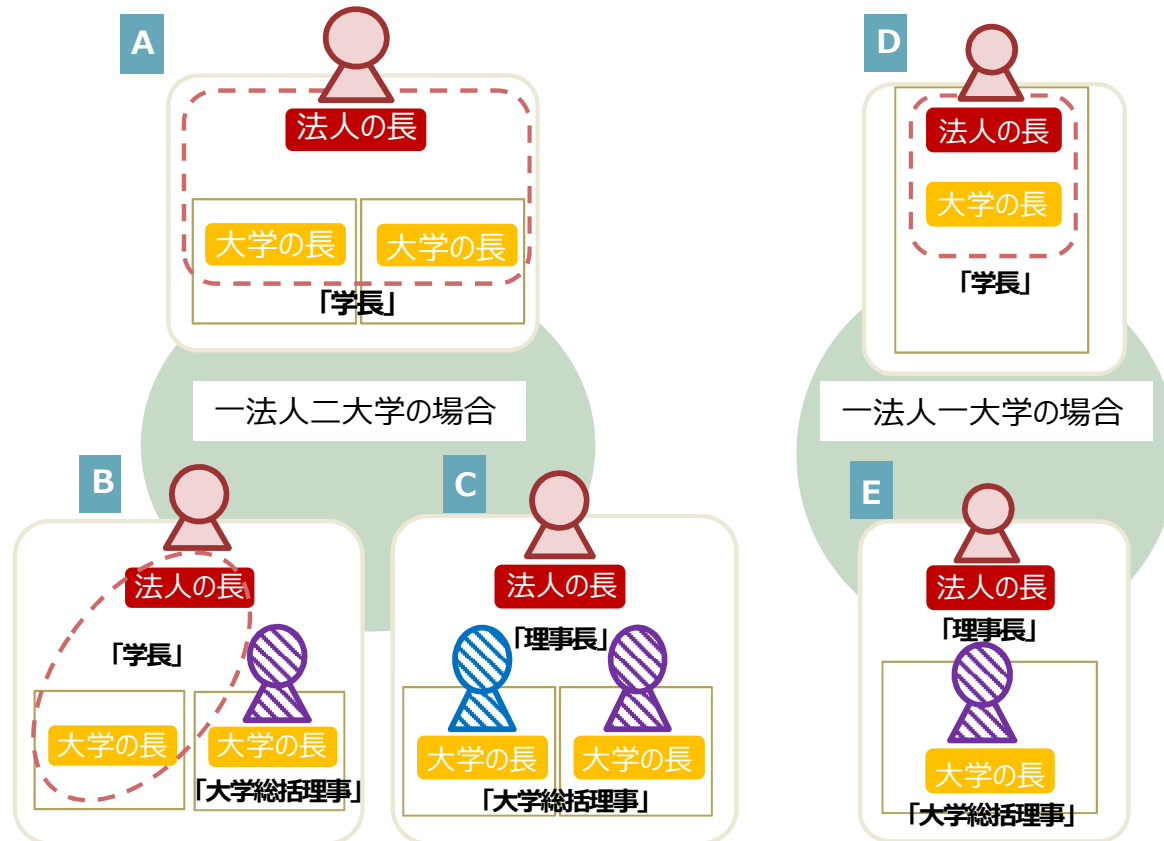 A
法人の長
大学の長
大学の長
「学長」
一法人二大学の場合
B
法人の長
「学長」
大学の長
大学の長
「大学総括理事」
C
法人の長
「理事長」
大学の長
大学の長
「大学総括理事」
D
法人の長
大学の長
「学長」
一法人一大学の場合
E
法人の長
「理事長」
大学の長
「大学総括理事」